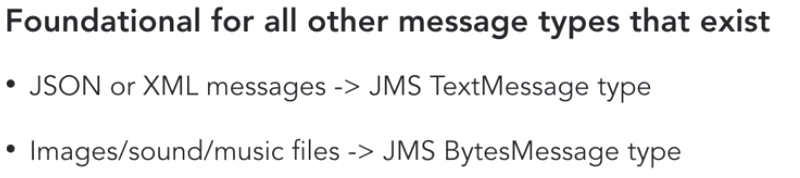 Foundational for all other message types that exist
• JSON or XML messages -> JMS TextMessage type
• Images/sound/music files -> JMS BytesMessage type